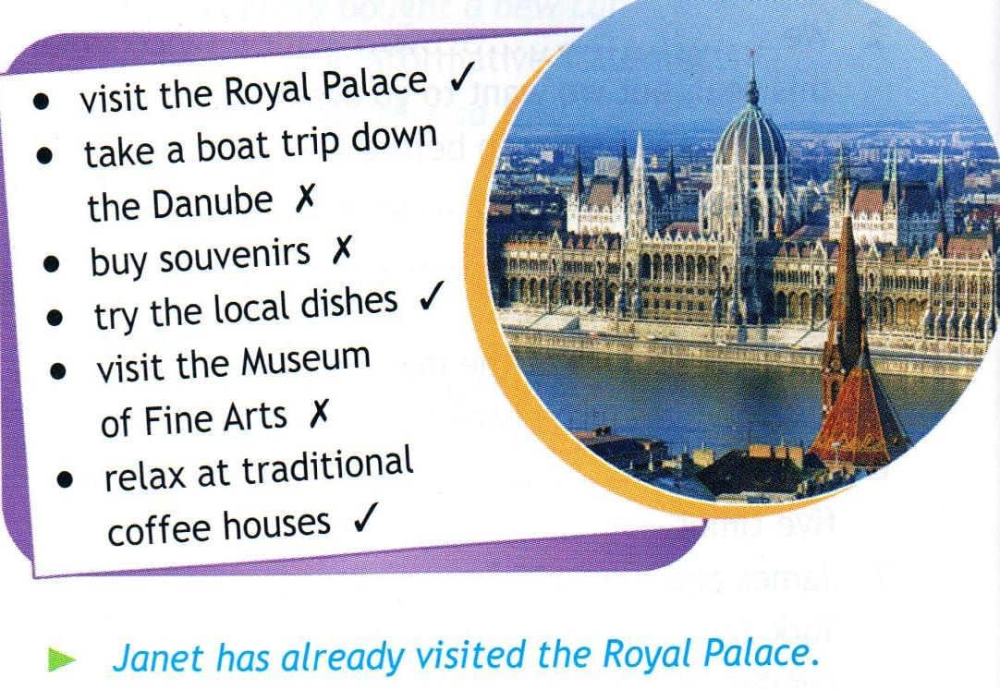 • visit the Royal Palace ✓
• take a boat trip down
the Danube ✗
• buy souvenirs ✗
• try the local dishes ✓
• visit the Museum
of Fine Arts ✗
• relax at traditional
coffee houses ✓
► Janet has already visited the Royal Palace.